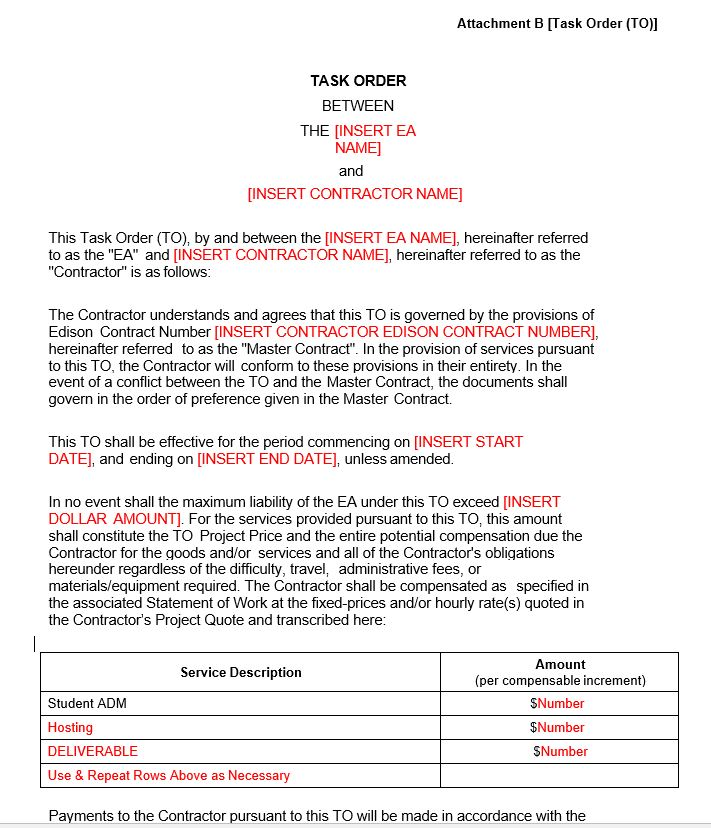 Attachment B [Task Order (TO)]
TASK ORDER
BETWEEN
THE [INSERT EA
NAME]
and
[INSERT CONTRACTOR NAME]
This Task Order (TO), by and between the [INSERT EA NAME], hereinafter referred
to as the "EA" and [INSERT CONTRACTOR NAME], hereinafter referred to as the
"Contractor" is as follows:
The Contractor understands and agrees that this TO is governed by the provisions of
Edison Contract Number [INSERT CONTRACTOR EDISON CONTRACT NUMBER],
hereinafter referred to as the "Master Contract". In the provision of services pursuant
to this TO, the Contractor will conform to these provisions in their entirety. In the
event of a conflict between the TO and the Master Contract, the documents shall
govern in the order of preference given in the Master Contract.
This TO shall be effective for the period commencing on [INSERT START
DATE], and ending on [INSERT END DATE], unless amended.
In no event shall the maximum liability of the EA under this TO exceed [INSERT
DOLLAR AMOUNT]. For the services provided pursuant to this TO, this amount
shall constitute the TO Project Price and the entire potential compensation due the
Contractor for the goods and/or services and all of the Contractor's obligations
hereunder regardless of the difficulty, travel, administrative fees, or
materials/equipment required. The Contractor shall be compensated as specified in
the associated Statement of Work at the fixed-prices and/or hourly rate(s) quoted in
the Contractor's Project Quote and transcribed here:
Service Description
Amount
(per compensable increment)
Student ADM
$Number
Hosting
$Number
DELIVERABLE
$Number
Use & Repeat Rows Above as Necessary
Payments to the Contractor pursuant to this TO will be made in accordance with the